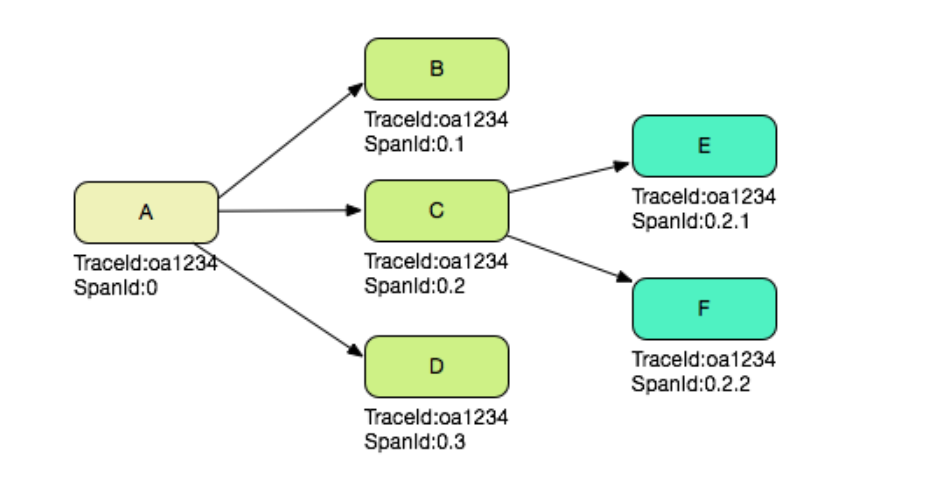 A
TraceId:oa1234
SpanId:0
B
TraceId:oa1234
SpanId:0.1
C
TraceId:oa1234
SpanId:0.2
D
TraceId:oa1234
SpanId:0.3
E
TraceId:oa1234
SpanId:0.2.1
F
TraceId:oa1234
SpanId:0.2.2